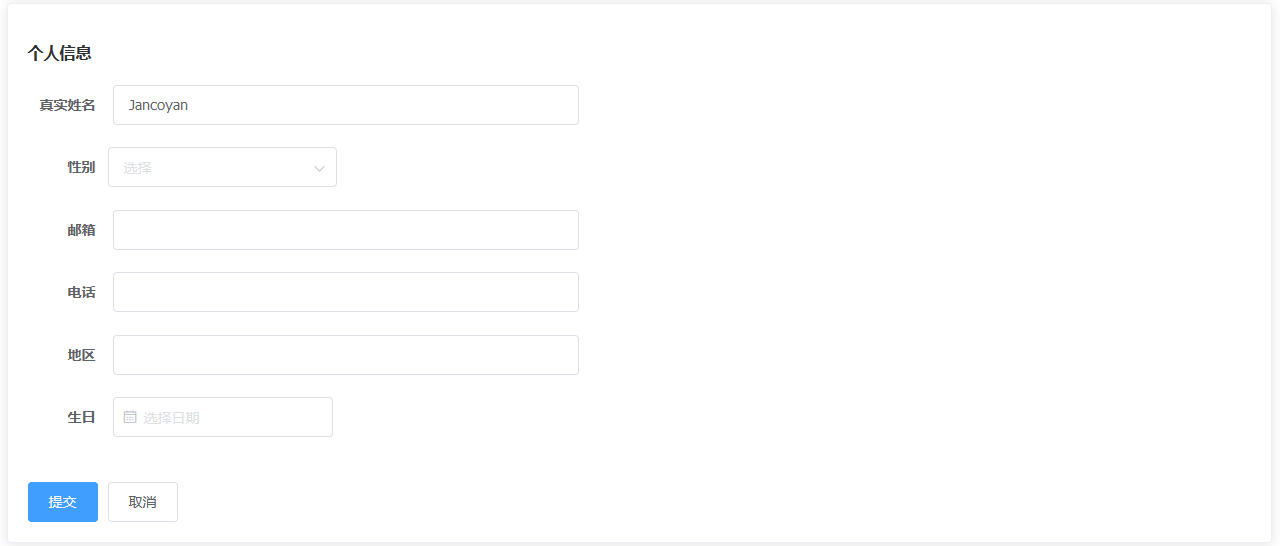 个人信息
真实姓名 Jancoyan
性别 选择
邮箱
电话
地区
生日 选择日期
提交 取消